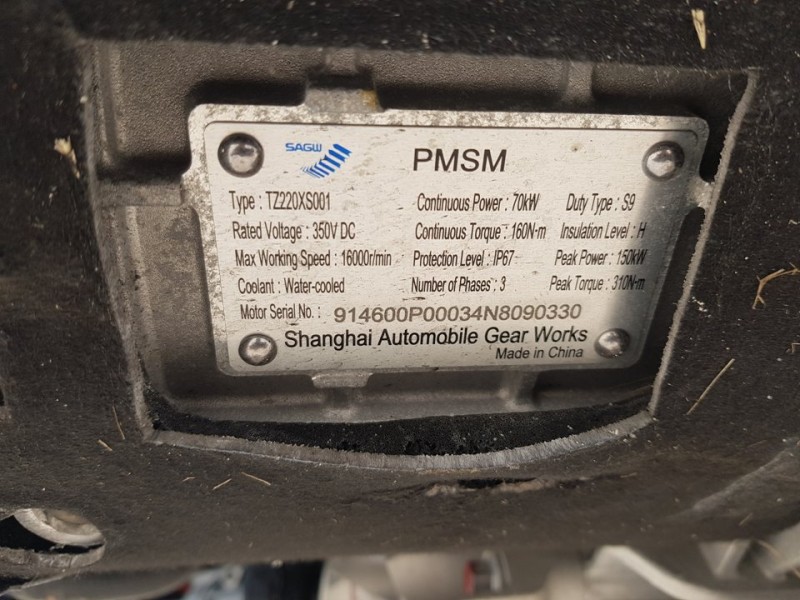 SAGW PMSM
Type : TZ220XS001 Continuous Power : 70kW Duty Type : S9
Rated Voltage : 350V DC Continuous Torque : 160N-m Insulation Level : H
Max Working Speed : 16000r/min Protection Level : IP67 Peak Power : 150kW
Coolant : Water-cooled Number of Phases : 3 Peak Torque : 310N-m
Motor Serial No. : 914600P00034N8090330
Shanghai Automobile Gear Works
Made in China